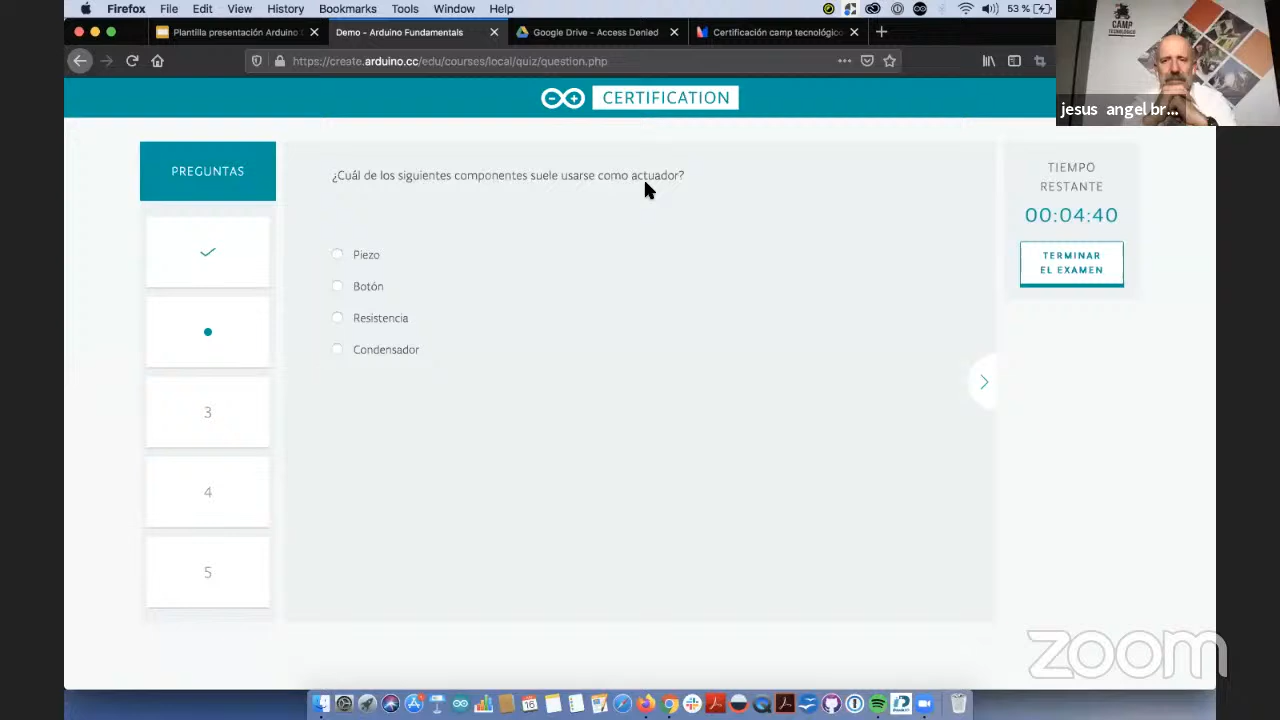 Firefox File Edit View History Bookmarks Tools Window Help
53 %
Plantilla presentación Arduino
Demo - Arduino Fundamentals
Google Drive - Access Denied
Certificación camp tecnológico
https://create.arduino.cc/edu/courses/local/quiz/question.php
CERTIFICATION
CAMP
TECNOLÓGICO
jesus angel br...
PREGUNTAS
3
4
5
¿Cuál de los siguientes componentes suele usarse como actuador?
Piezo
Botón
Resistencia
Condensador
TIEMPO
RESTANTE
00:04:40
TERMINAR
EL EXAMEN
zoom